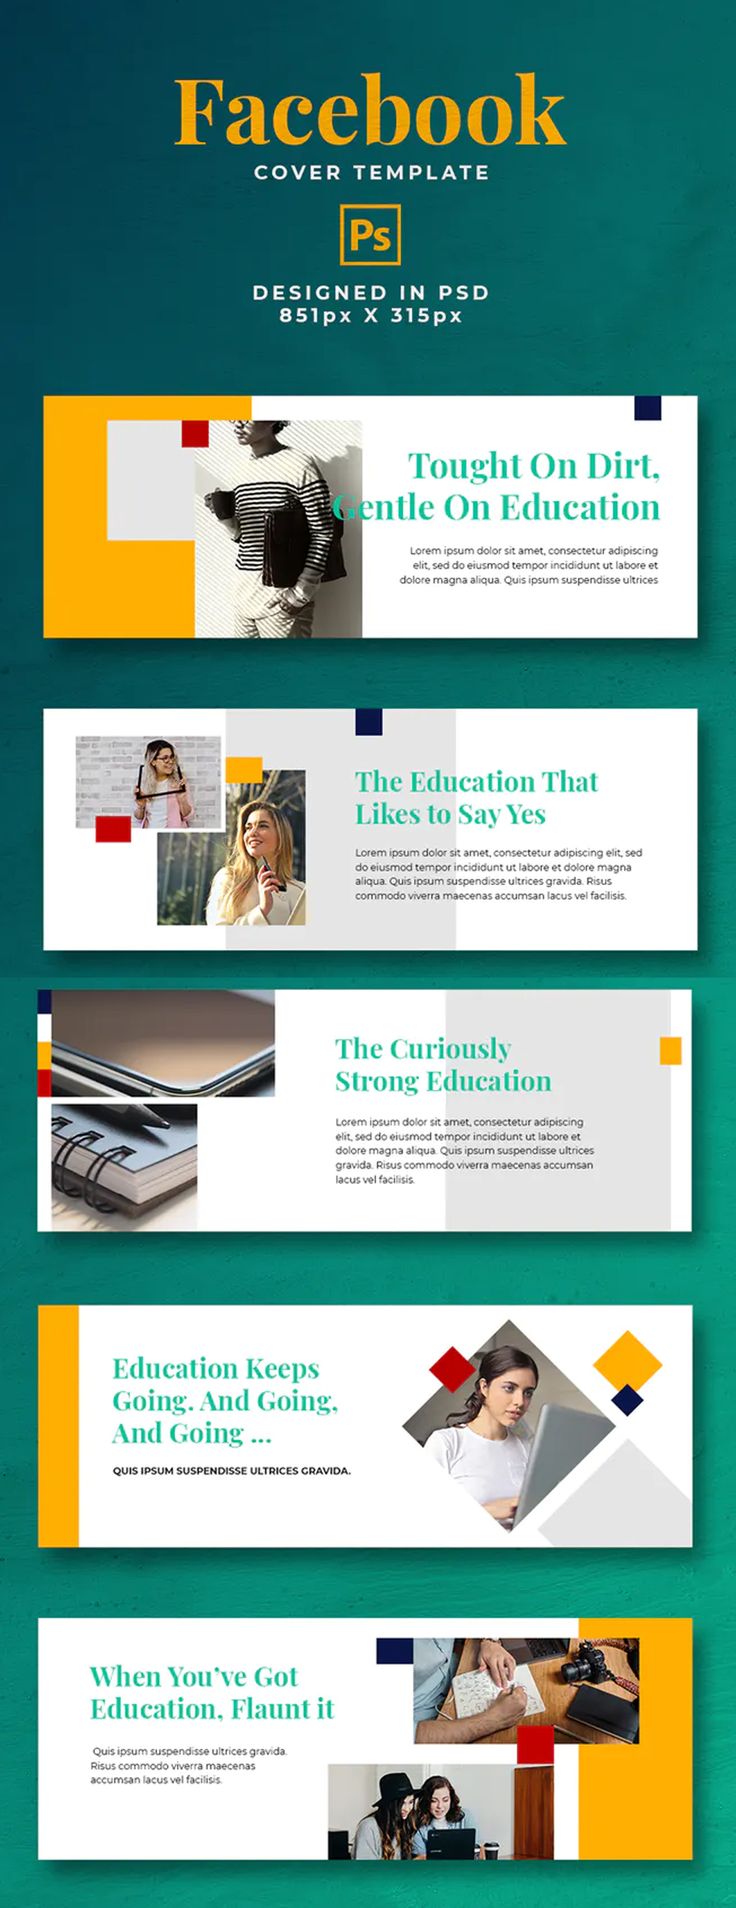 Facebook
COVER TEMPLATE
Ps
DESIGNED IN PSD
851px X 315px
Tought On Dirt,
Gentle On Education
Lorem ipsum dolor sit amet, consectetur adipiscing
elit, sed do eiusmod tempor incididunt ut labore et
dolore magna aliqua. Quis ipsum suspendisse ultrices
The Education That
Likes to Say Yes
Lorem ipsum dolor sit amet, consectetur adipiscing elit, sed
do eiusmod tempor incididunt ut labore et dolore magna
aliqua. Quis ipsum suspendisse ultrices gravida. Risus
commodo viverra maecenas accumsan lacus vel facilisis.
The Curiously
Strong Education
Lorem ipsum dolor sit amet, consectetur adipiscing
elit, sed do eiusmod tempor incididunt ut labore et
dolore magna aliqua. Quis ipsum suspendisse ultrices
gravida. Risus commodo viverra maecenas accumsan
lacus vel facilisis.
Education Keeps
Going. And Going,
And Going ...
QUIS IPSUM SUSPENDISSE ULTRICES GRAVIDA.
When You've Got
Education, Flaunt it
Quis ipsum suspendisse ultrices gravida.
Risus commodo viverra maecenas
accumsan lacus vel facilisis.